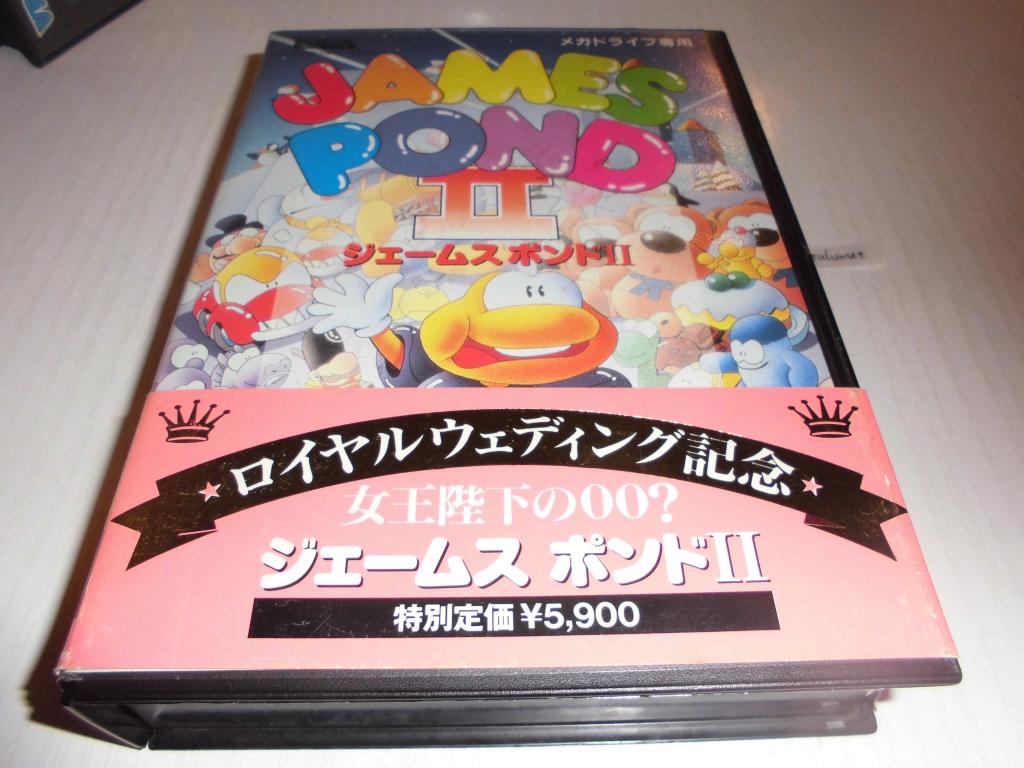 メガドライブ専用
JAMES
POND
II
ジェームス ポンドII
ロイヤルウェディング記念
女王陛下の00?
ジェームス ポンドII
特別定価 ¥5,900